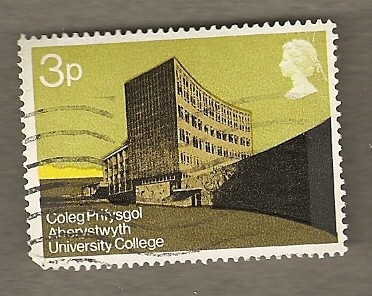 3p
Coleg Prifysgol
Aberystwyth
University College